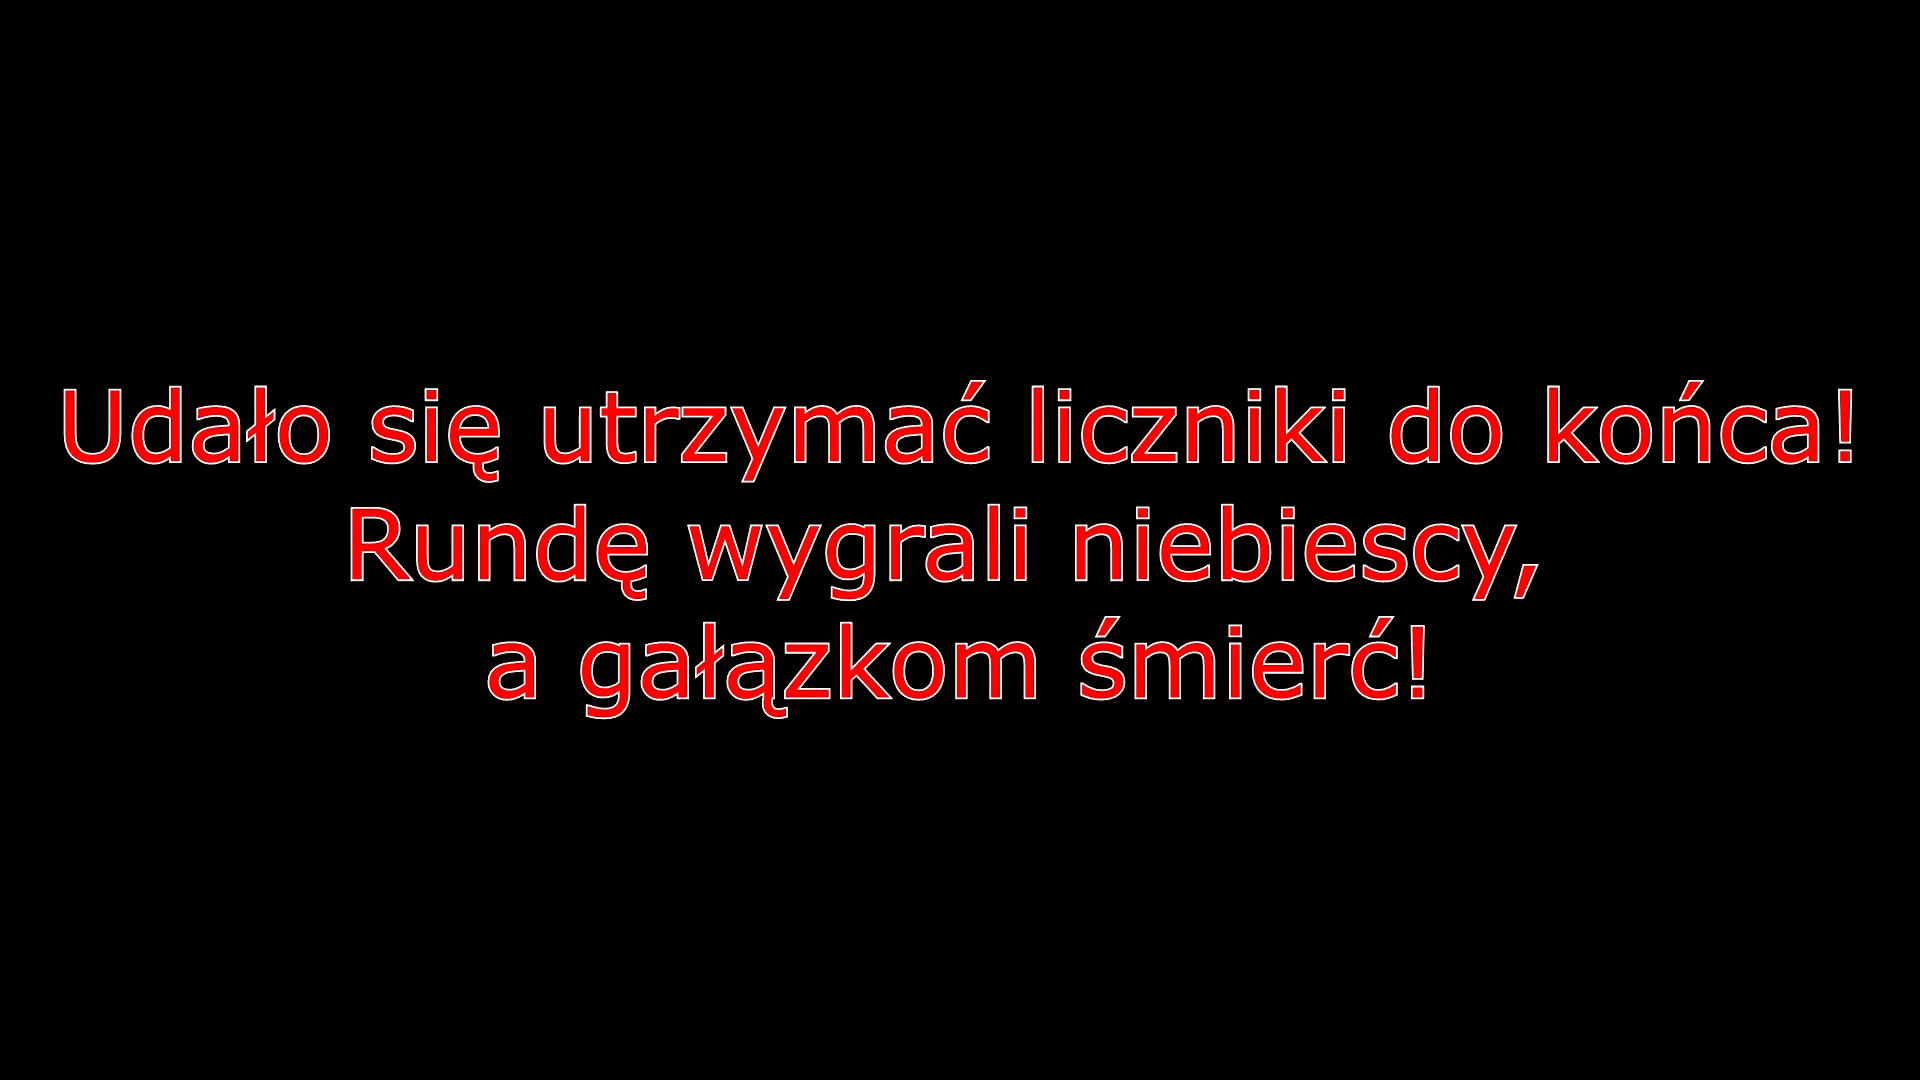 Udało się utrzymać liczniki do końca!
Rundę wygrali niebiescy,
a gałązkom śmierć!